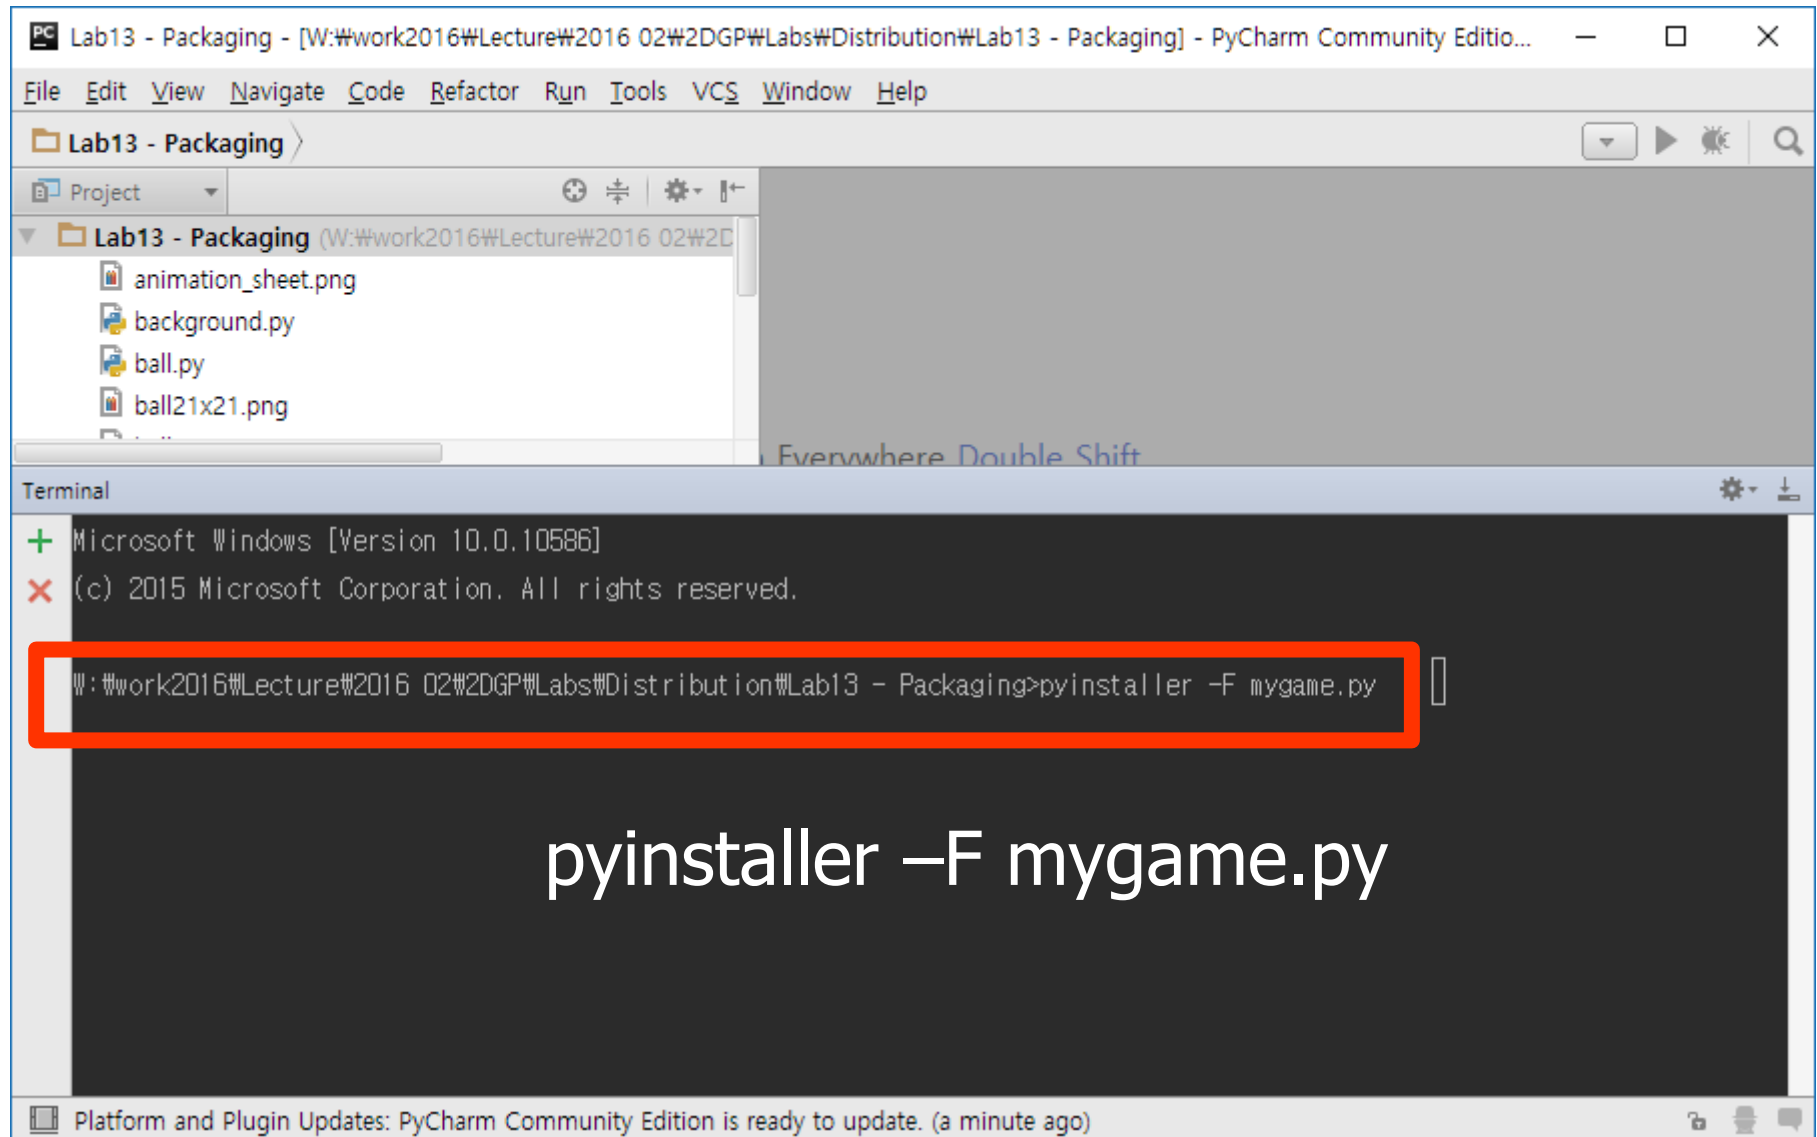 PC Lab13 - Packaging - [W:₩work2016₩Lecture₩2016 02₩2DGP₩Labs₩Distribution₩Lab13 - Packaging] - PyCharm Community Editio...
File Edit View Navigate Code Refactor Run Tools VCS Window Help
Lab13 - Packaging
Project
Lab13 - Packaging (W:₩work2016₩Lecture₩2016 02₩2D
animation_sheet.png
background.py
ball.py
ball21x21.png
Everywhere Double Shift
Terminal
Microsoft Windows [Version 10.0.10586]
(c) 2015 Microsoft Corporation. All rights reserved.
W:₩work2016₩Lecture₩2016 02₩2DGP₩Labs₩Distribution₩Lab13 - Packaging>pyinstaller -F mygame.py
pyinstaller –F mygame.py
Platform and Plugin Updates: PyCharm Community Edition is ready to update. (a minute ago)